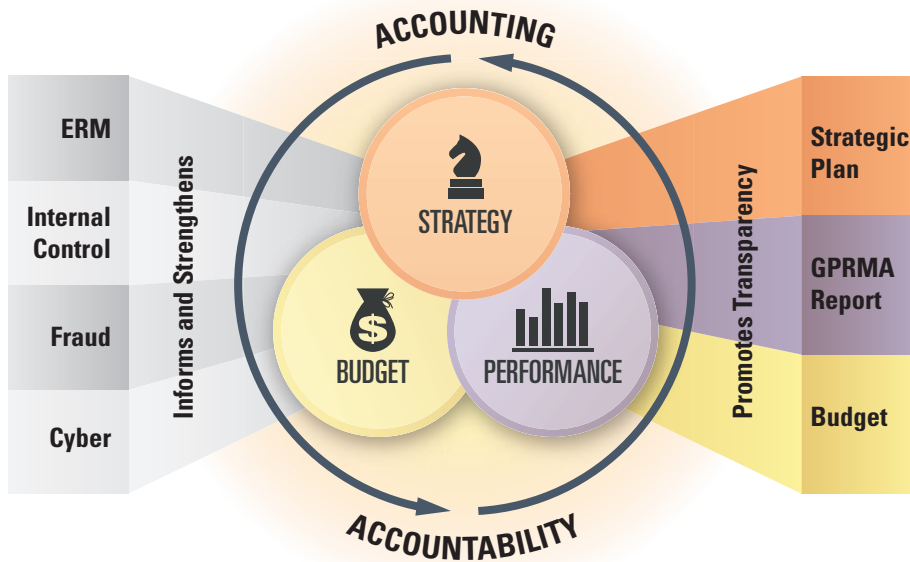 ACCOUNTING
ERM
Internal
Control
Fraud
Cyber
Informs and Strengthens
STRATEGY
$
BUDGET
PERFORMANCE
Promotes Transparency
Strategic
Plan
GPRMA
Report
Budget
ACCOUNTABILITY